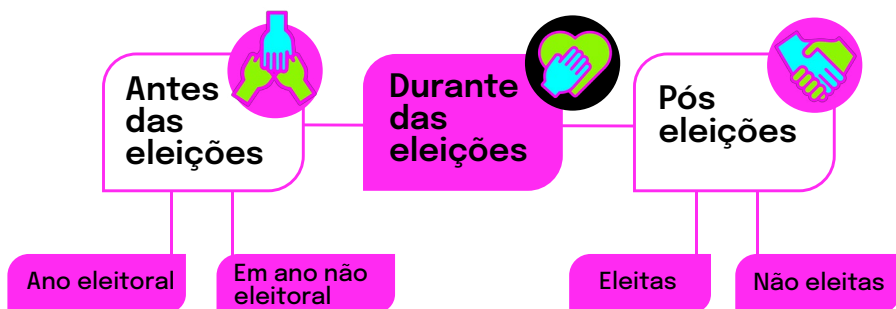 Antes
das
eleições
Durante
das
eleições
Pós
eleições
Ano eleitoral
Em ano não
eleitoral
Eleitas
Não eleitas